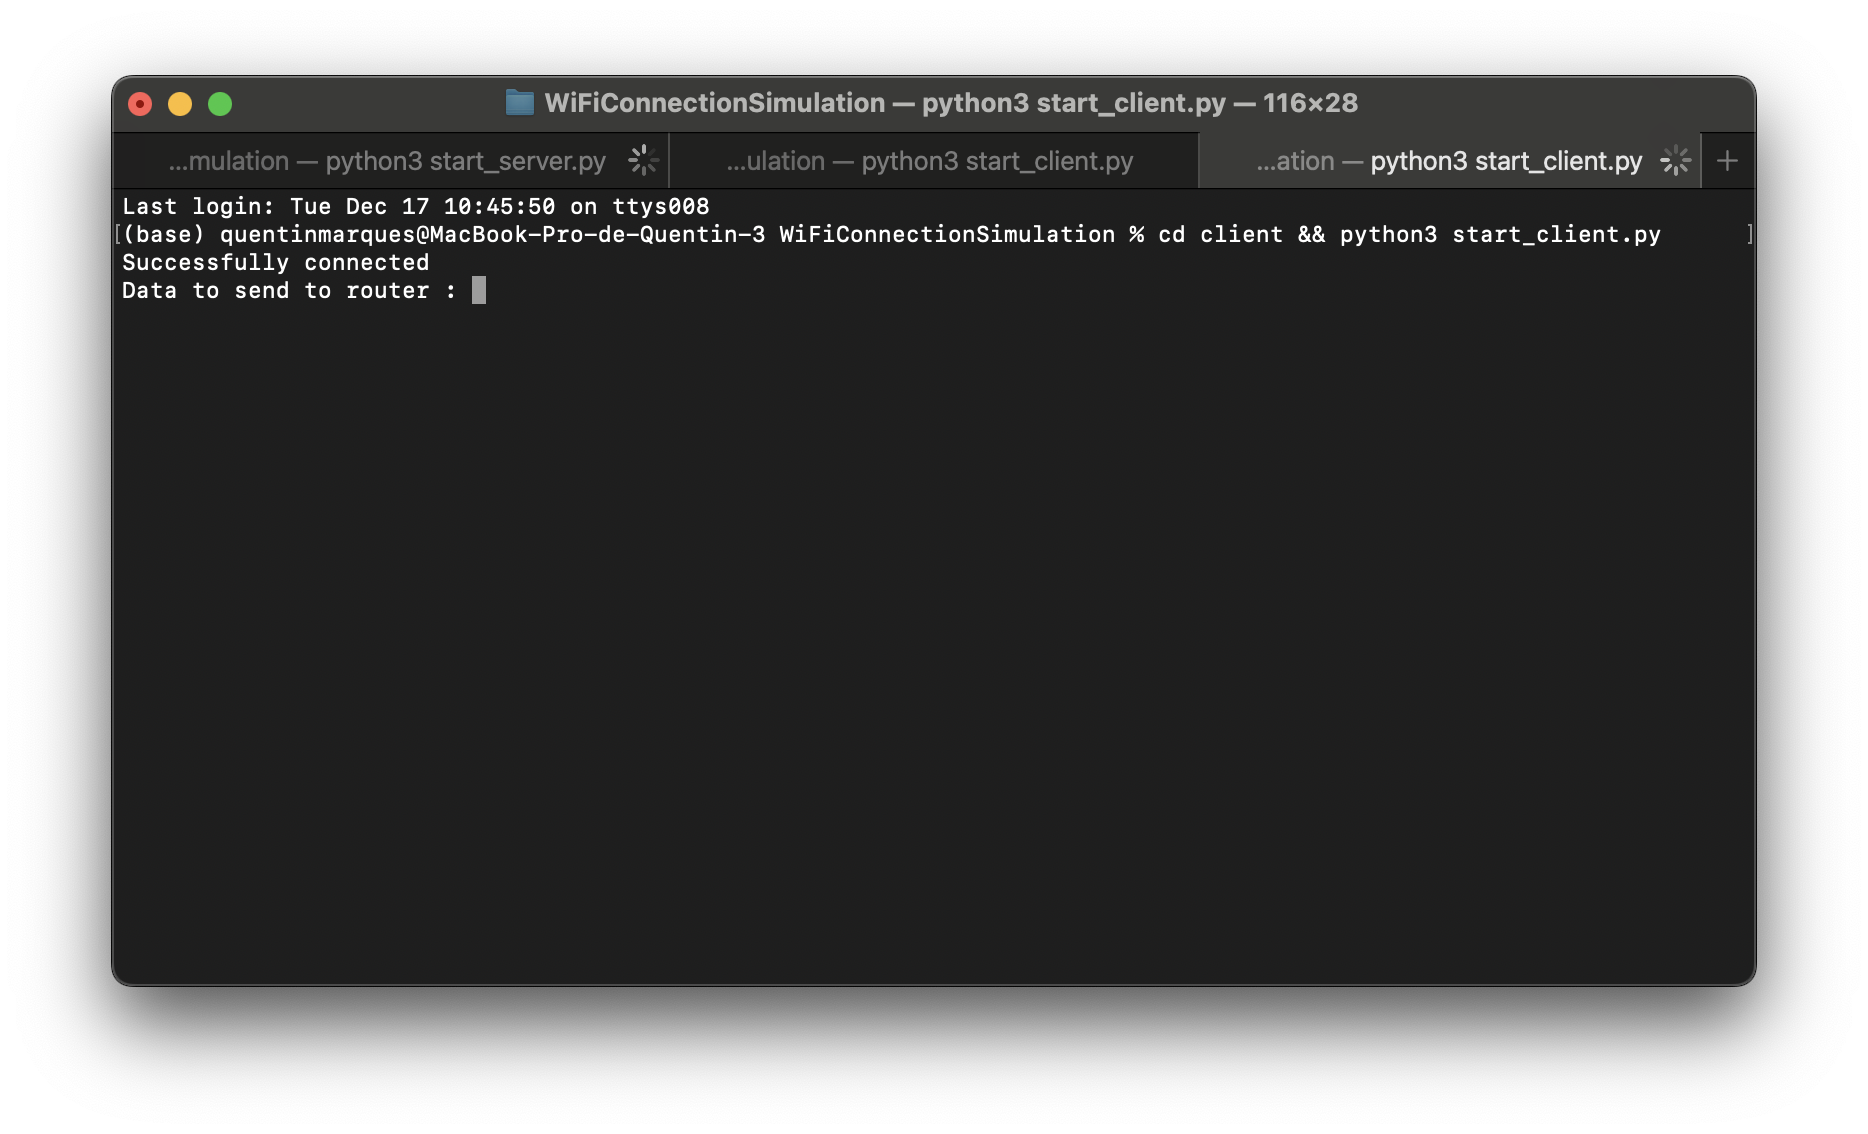 WiFiConnectionSimulation — python3 start_client.py — 116×28
...mulation — python3 start_server.py
...ulation — python3 start_client.py
...ation — python3 start_client.py
Last login: Tue Dec 17 10:45:50 on ttys008
[(base) quentinmarques@MacBook-Pro-de-Quentin-3 WiFiConnectionSimulation % cd client && python3 start_client.py ]
Successfully connected
Data to send to router :